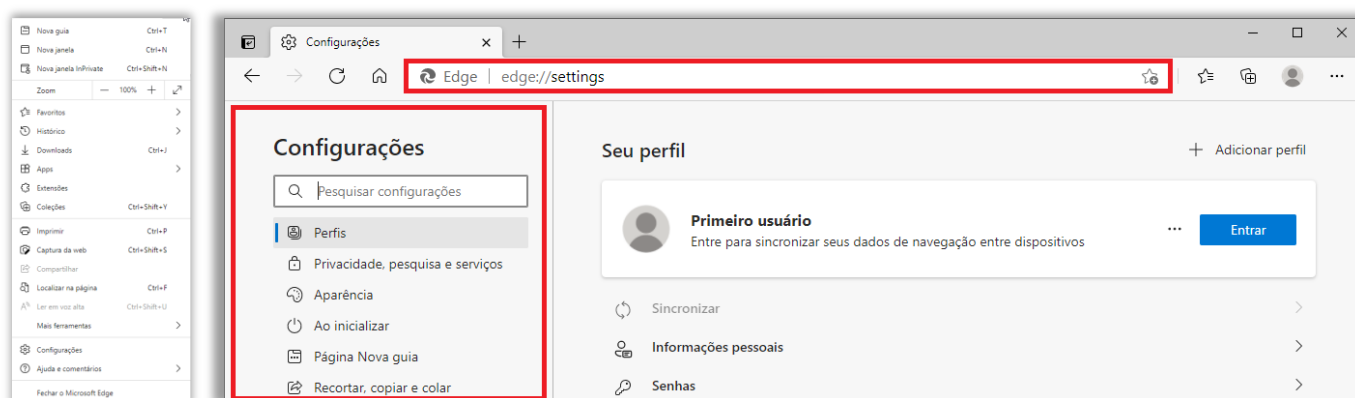 Nova guia Ctrl+T
Nova janela Ctrl+N
Nova janela InPrivate Ctrl+Shift+N
Zoom — 100% +
Favoritos
Histórico
Downloads Ctrl+J
Apps
Extensões
Coleções Ctrl+Shift+Y
Imprimir Ctrl+P
Captura da web Ctrl+Shift+S
Compartilhar
Localizar na página Ctrl+F
Ler em voz alta Ctrl+Shift+U
Mais ferramentas
Configurações
Ajuda e comentários
Fechar o Microsoft Edge
Configurações
Edge | edge://settings
Configurações
Pesquisar configurações
Perfis
Privacidade, pesquisa e serviços
Aparência
Ao inicializar
Página Nova guia
Recortar, copiar e colar
Seu perfil
Adicionar perfil
Primeiro usuário
Entre para sincronizar seus dados de navegação entre dispositivos
Entrar
Sincronizar
Informações pessoais
Senhas